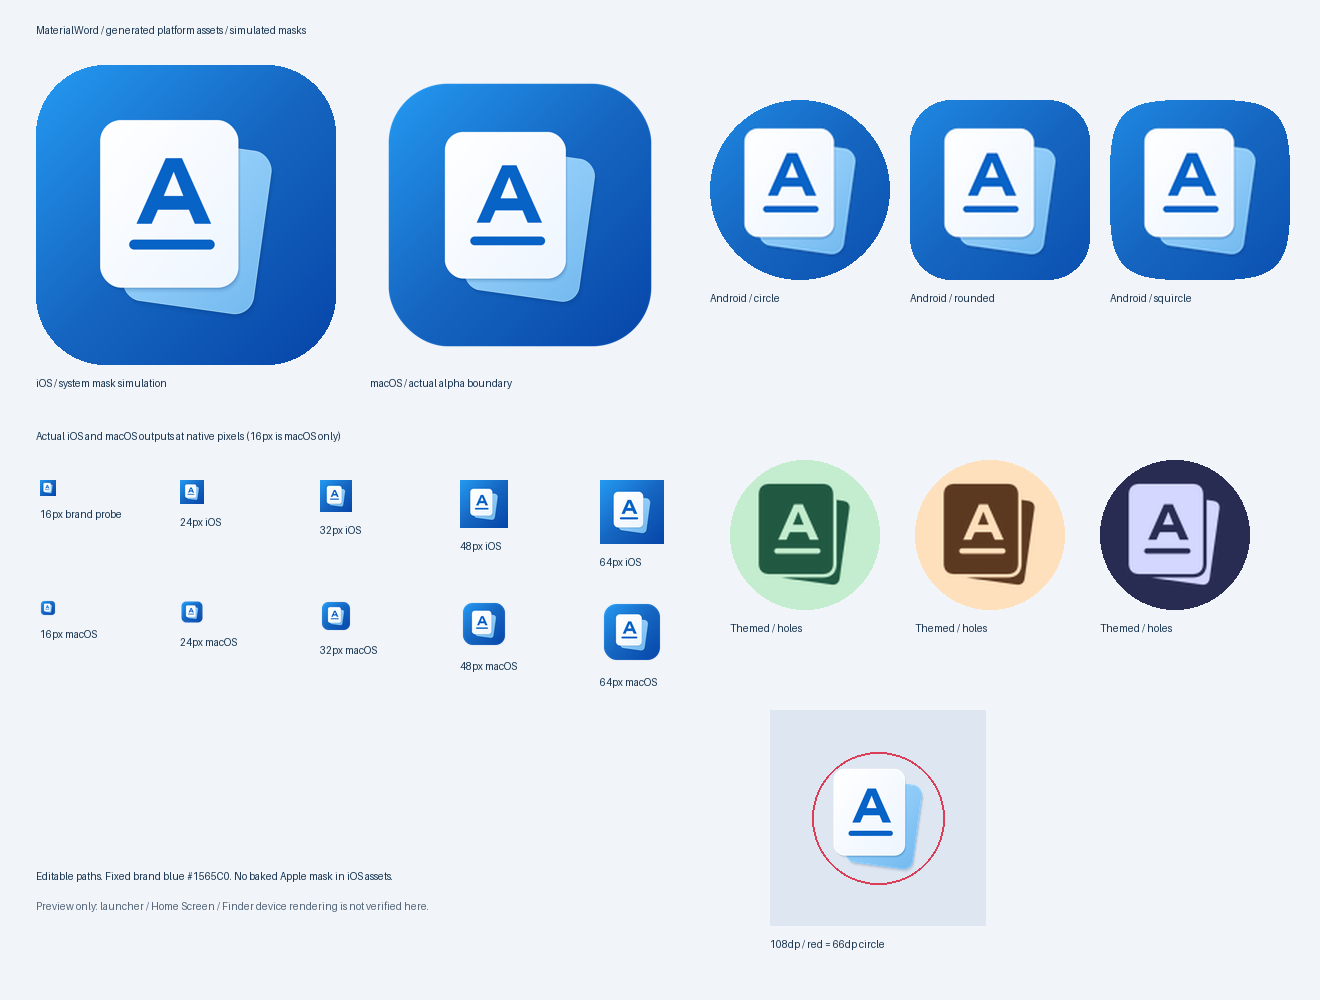 MaterialWord / generated platform assets / simulated masks
A
A
A
A
A
Android / circle
Android / rounded
Android / squircle
iOS / system mask simulation
macOS / actual alpha boundary
Actual iOS and macOS outputs at native pixels (16px is macOS only)
A
A
A
A
A
A
A
A
16px brand probe
24px iOS
32px iOS
48px iOS
64px iOS
A
A
A
A
A
16px macOS
24px macOS
32px macOS
48px macOS
64px macOS
Themed / holes
Themed / holes
Themed / holes
A
Editable paths. Fixed brand blue #1565C0. No baked Apple mask in iOS assets.
Preview only: launcher / Home Screen / Finder device rendering is not verified here.
108dp / red = 66dp circle